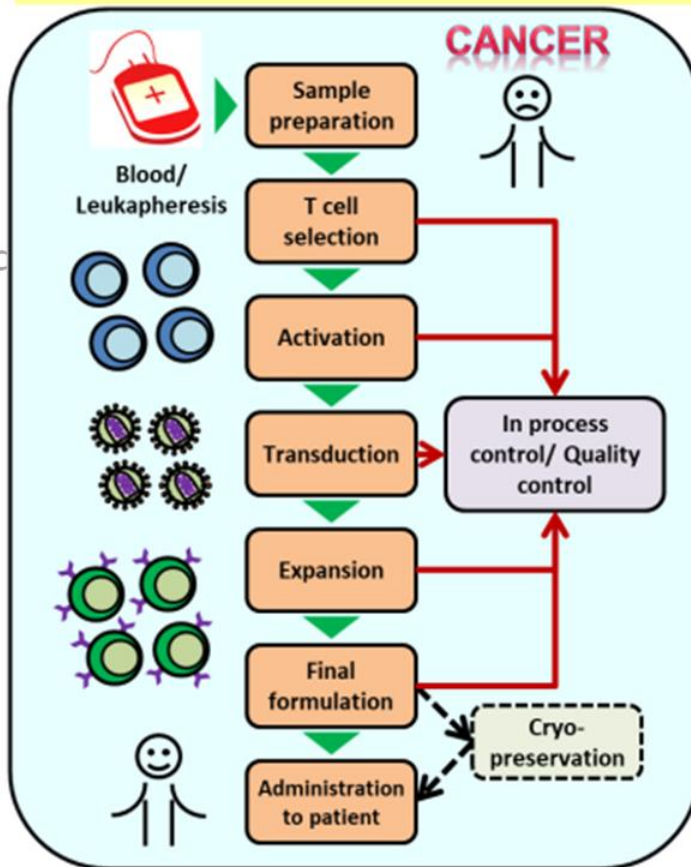 CANCER
Sample
preparation
Blood/
Leukapheresis
T cell
selection
Activation
Transduction
In process
control/ Quality
control
Expansion
Final
formulation
Cryo-
preservation
Administration
to patient